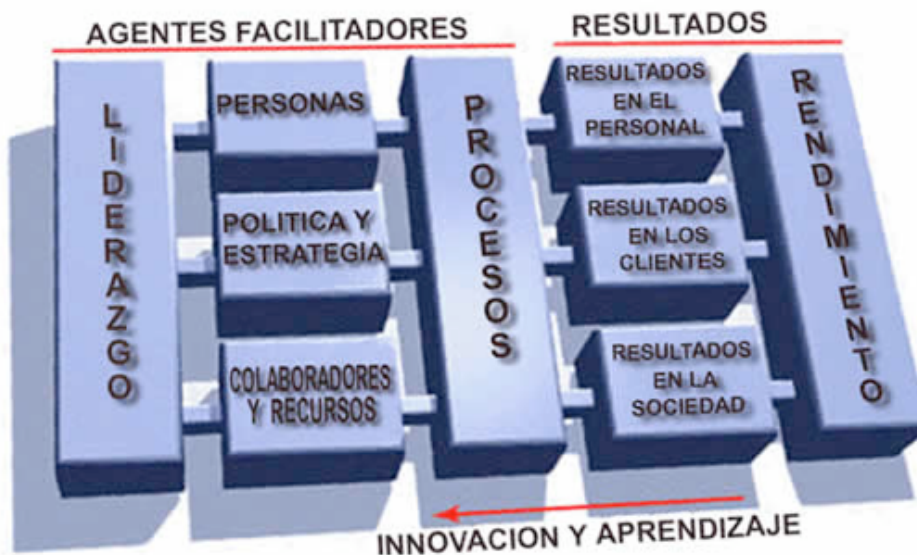 AGENTES FACILITADORES
RESULTADOS
LIDERAZGO
PERSONAS
POLITICA Y
ESTRATEGIA
COLABORADORES
Y RECURSOS
PROCESOS
RESULTADOS
EN EL
PERSONAL
RESULTADOS
EN LOS
CLIENTES
RESULTADOS
EN LA
SOCIEDAD
RENDIMIENTO
INNOVACION Y APRENDIZAJE